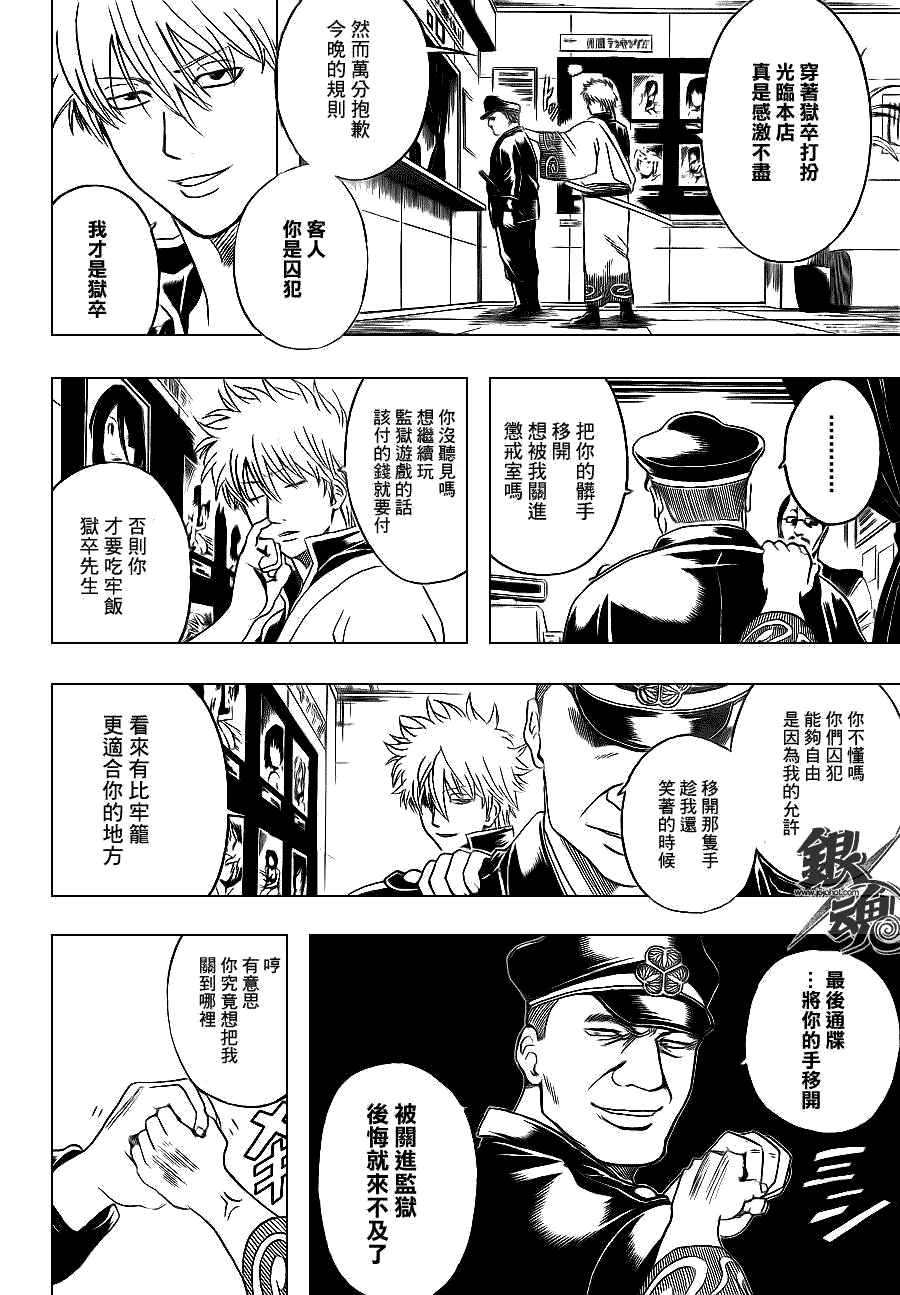 穿著獄卒打扮
光臨本店
真是感激不盡
然而萬分抱歉
今晚的規則
客人
你是囚犯
我才是獄卒
…………
把你的髒手
移開
想被我關進
懲戒室嗎
你沒聽見嗎
想繼續玩
監獄遊戲的話
該付的錢就要付
否則你
才要吃牢飯
獄卒先生
你不懂嗎
你們囚犯
能夠自由
是因為我的允許
移開那隻手
趁我還
笑著的時候
看來有比牢籠
更適合你的地方
銀魂
最後通牒
…將你的手移開
被關進監獄
後悔就來不及了
哼
有意思
你究竟想把我
關到哪裡